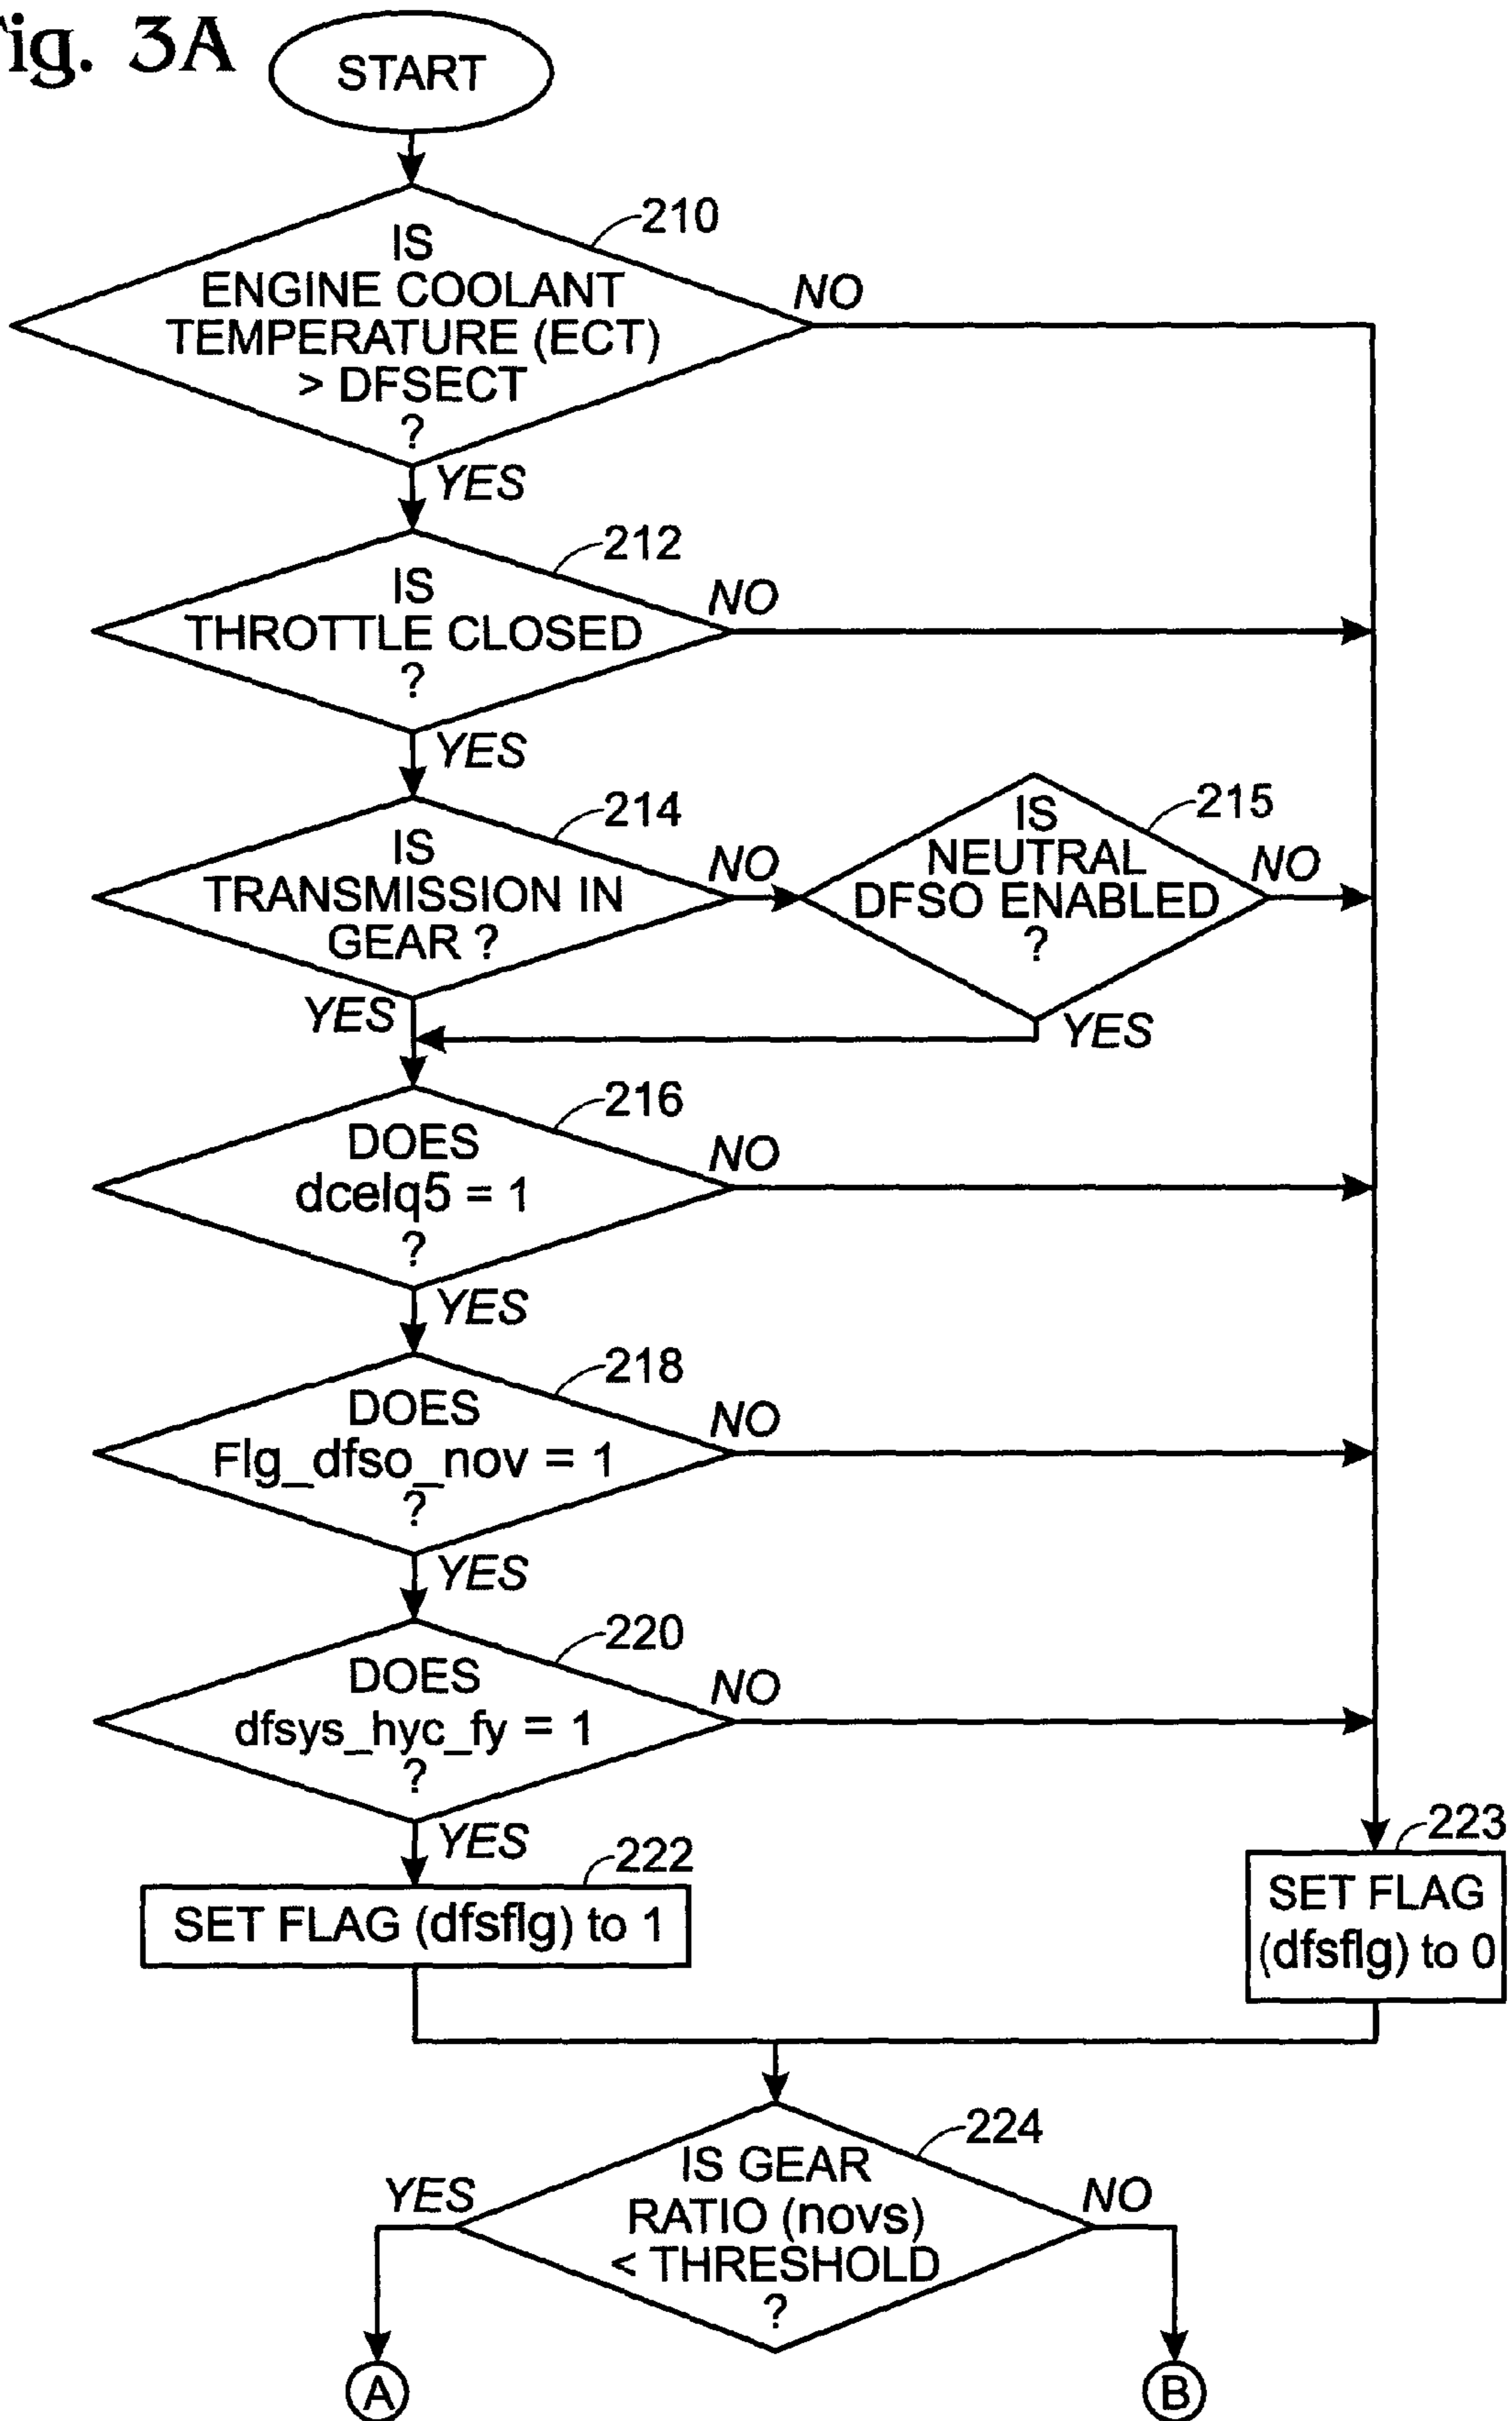 Fig. 3A
START
210
IS
ENGINE COOLANT
TEMPERATURE (ECT)
> DFSECT
?
NO
YES
212
IS
THROTTLE CLOSED
?
NO
YES
214
IS
TRANSMISSION IN
GEAR ?
NO
215
IS
NEUTRAL
DFSO ENABLED
?
NO
YES
YES
216
DOES
dcelq5 = 1
?
NO
YES
218
DOES
Flg_dfso_nov = 1
?
NO
YES
220
DOES
dfsys_hyc_fy = 1
?
NO
YES
222
SET FLAG (dfsflg) to 1
223
SET FLAG
(dfsflg) to 0
224
IS GEAR
RATIO (novs)
< THRESHOLD
?
YES
NO
A
B